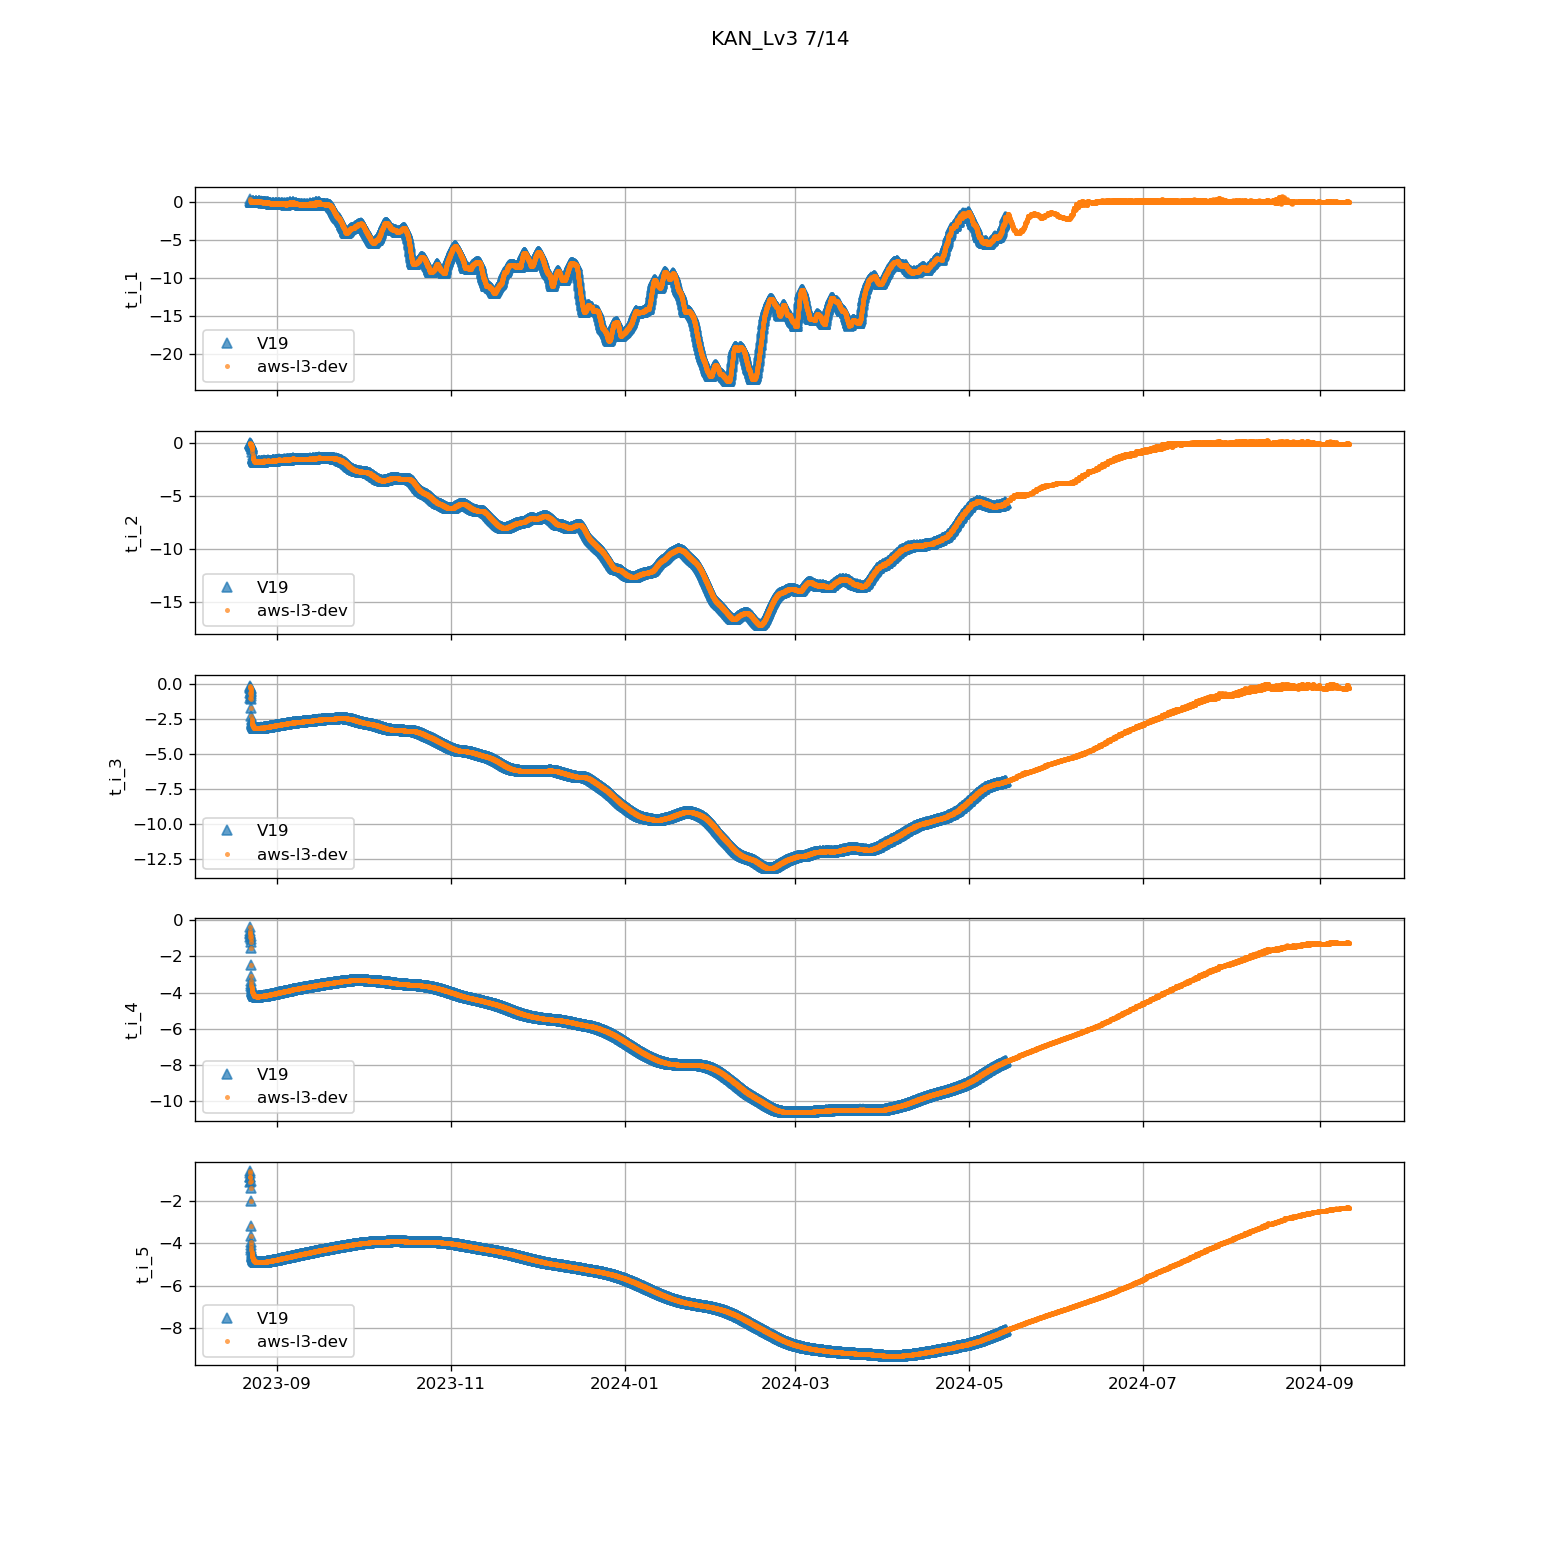 KAN_Lv3 7/14
0
−5
−10
−15
−20
t_i_1
V19
aws-l3-dev
0
−5
−10
−15
t_i_2
V19
aws-l3-dev
0.0
−2.5
−5.0
−7.5
−10.0
−12.5
t_i_3
V19
aws-l3-dev
0
−2
−4
−6
−8
−10
t_i_4
V19
aws-l3-dev
−2
−4
−6
−8
t_i_5
V19
aws-l3-dev
2023-09 2023-11 2024-01 2024-03 2024-05 2024-07 2024-09